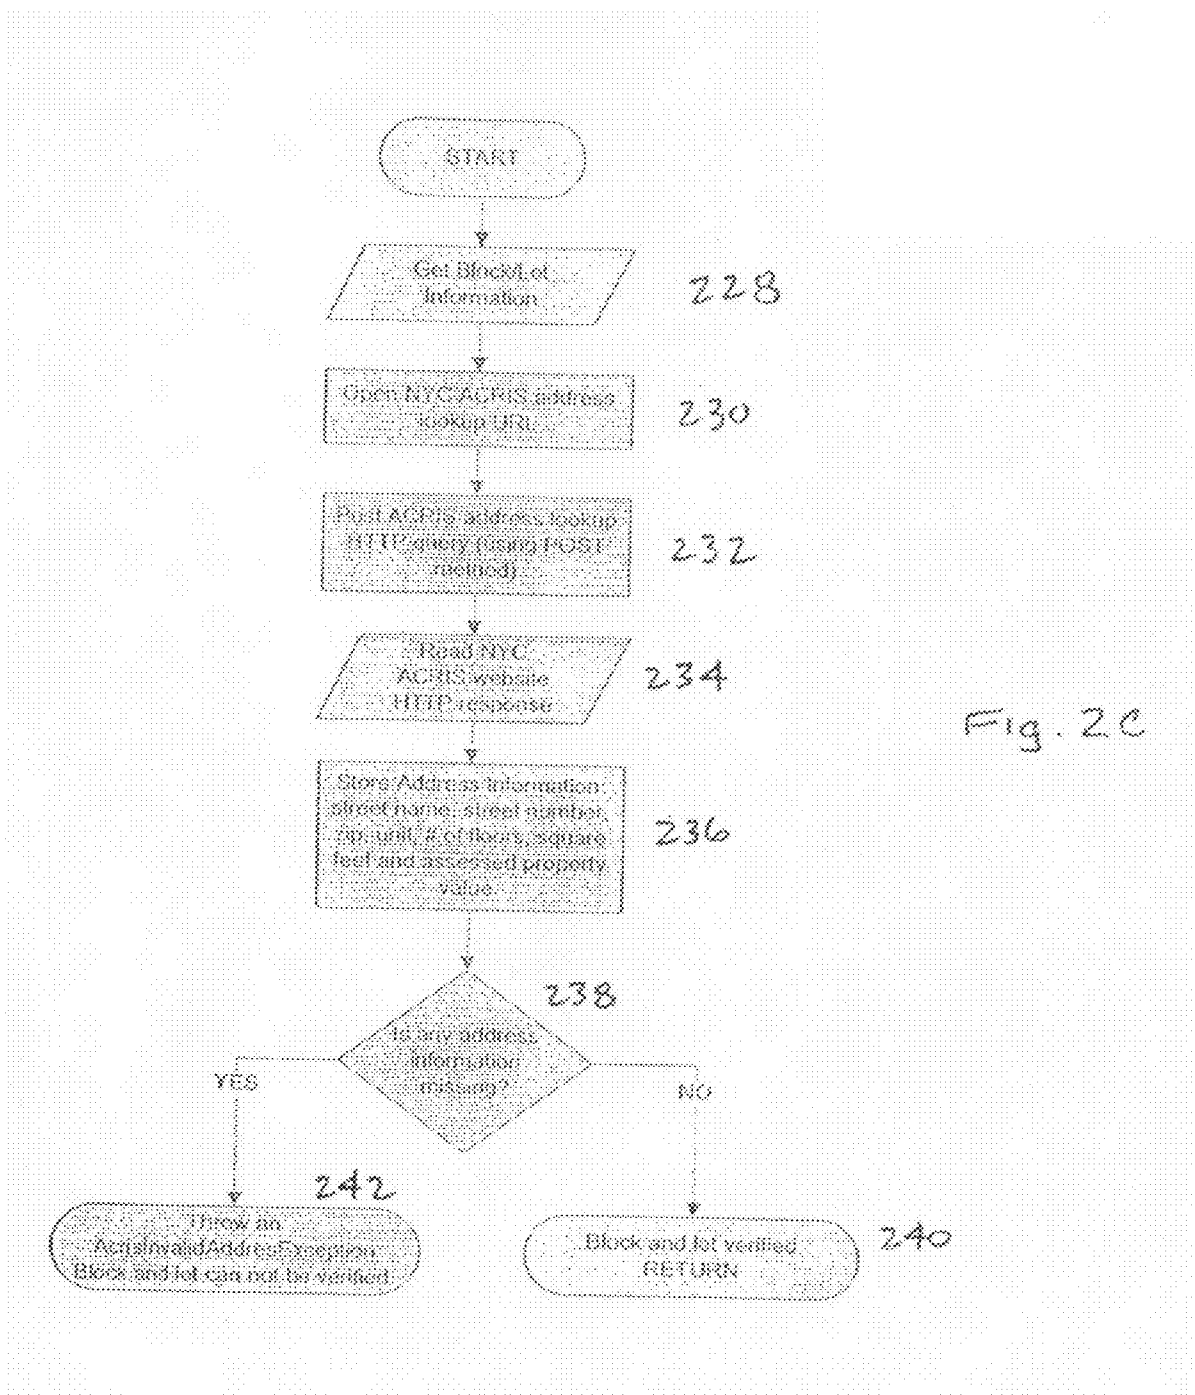 START
Get Block/Lot
Information
228
Open NYC ACRIS address
lookup URL
230
Post ACRIS address lookup
HTTP query (using POST
method)
232
Read NYC
ACRIS website
HTTP response
234
Fig. 2C
Store Address Information:
street name, street number,
zip, unit, # of floors, square
feet and assessed property
value
236
238
Is any address
information
missing?
YES
NO
242
Throw an
AcrisInvalidAddressException
Block and lot can not be verified
Block and lot verified
RETURN
240